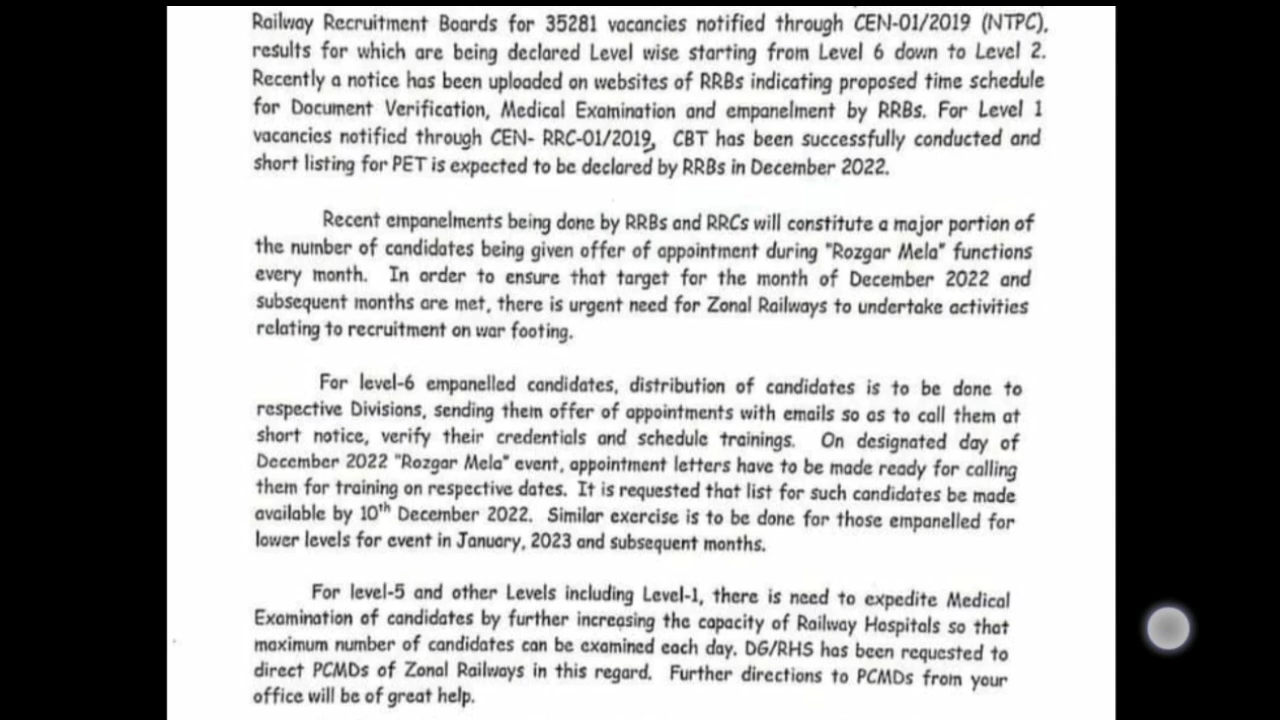 Railway Recruitment Boards for 35281 vacancies notified through CEN-01/2019 (NTPC),
results for which are being declared Level wise starting from Level 6 down to Level 2.
Recently a notice has been uploaded on websites of RRBs indicating proposed time schedule
for Document Verification, Medical Examination and empanelment by RRBs. For Level 1
vacancies notified through CEN- RRC-01/2019, CBT has been successfully conducted and
short listing for PET is expected to be declared by RRBs in December 2022.
Recent empanelments being done by RRBs and RRCs will constitute a major portion of
the number of candidates being given offer of appointment during "Rozgar Mela" functions
every month. In order to ensure that target for the month of December 2022 and
subsequent months are met, there is urgent need for Zonal Railways to undertake activities
relating to recruitment on war footing.
For level-6 empanelled candidates, distribution of candidates is to be done to
respective Divisions, sending them offer of appointments with emails so as to call them at
short notice, verify their credentials and schedule trainings. On designated day of
December 2022 "Rozgar Mela" event, appointment letters have to be made ready for calling
them for training on respective dates. It is requested that list for such candidates be made
available by 10th December 2022. Similar exercise is to be done for those empanelled for
lower levels for event in January, 2023 and subsequent months.
For level-5 and other Levels including Level-1, there is need to expedite Medical
Examination of candidates by further increasing the capacity of Railway Hospitals so that
maximum number of candidates can be examined each day. DG/RHS has been requested to
direct PCMDs of Zonal Railways in this regard. Further directions to PCMDs from your
office will be of great help.